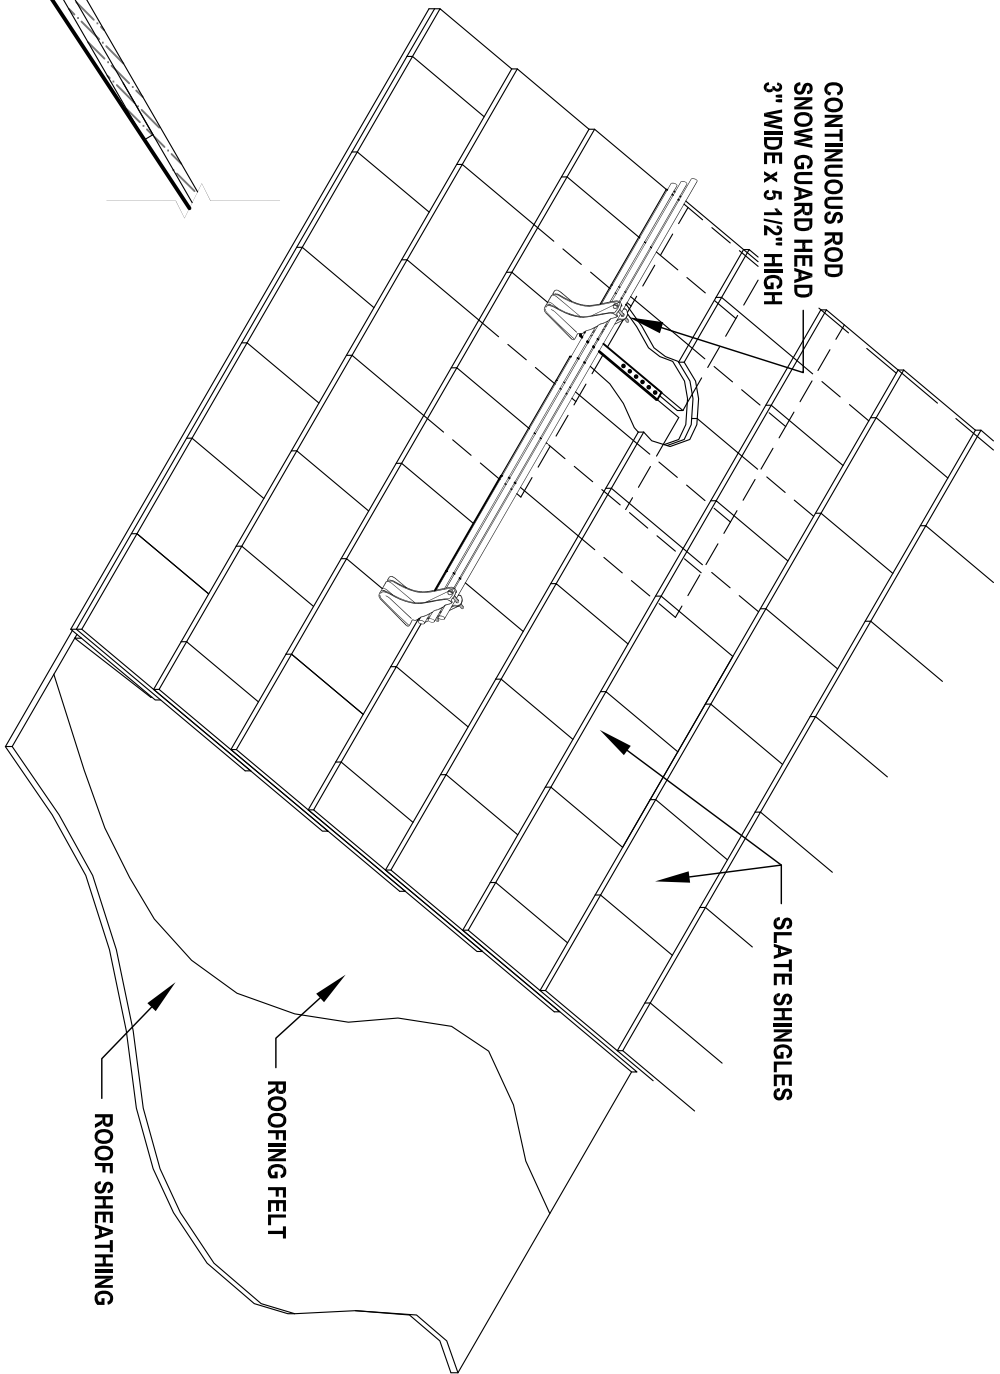 CONTINUOUS ROD
SNOW GUARD HEAD
3" WIDE x 5 1/2" HIGH
SLATE SHINGLES
ROOFING FELT
ROOF SHEATHING